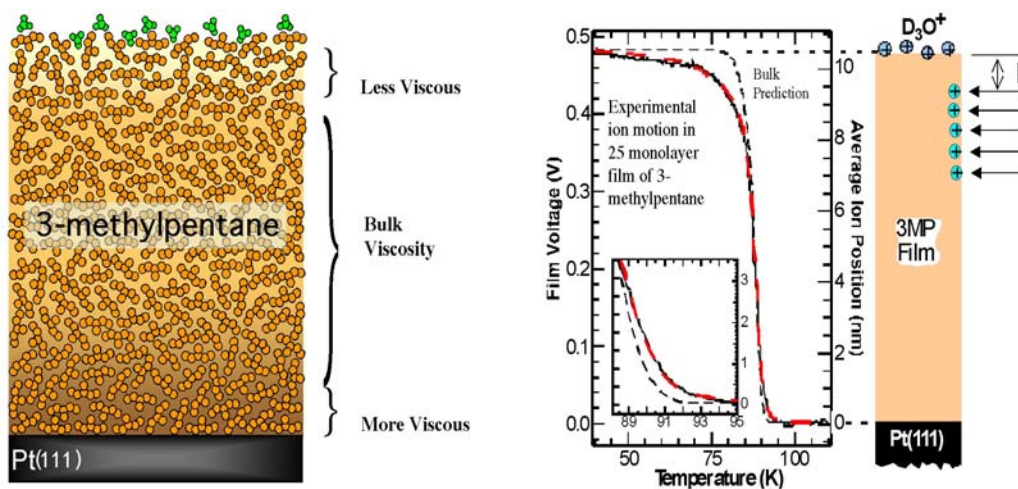 Less Viscous
3-methylpentane
Bulk
Viscosity
More Viscous
Pt(111)
Film Voltage (V)
0.5
0.4
0.3
0.2
0.1
0.0
Experimental
ion motion in
25 monolayer
film of 3-
methylpentane
Bulk
Prediction
3
2
1
0
89 91 93 95
50 75 100
Temperature (K)
10
8
6
4
2
0
Average Ion Position (nm)
D₃O⁺
+ + + +
+
+
+
+
+
3MP
Film
Pt(111)